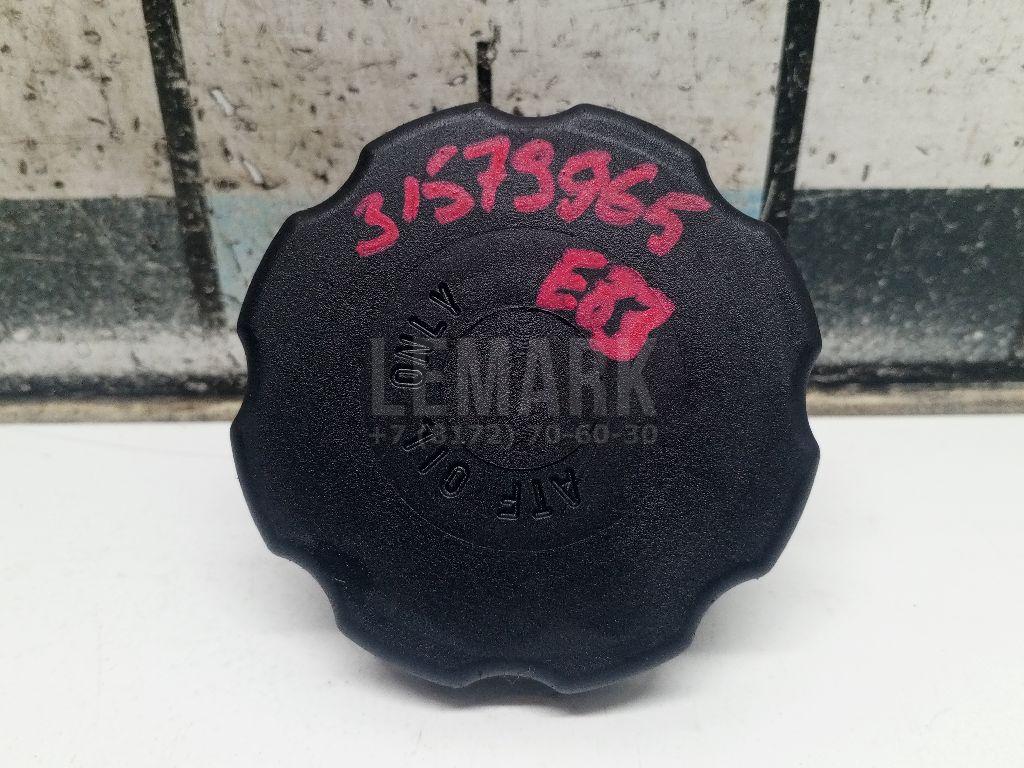 31579965
E83
ATF OIL ONLY
LEMARK
+7 (8172) 70-60-30